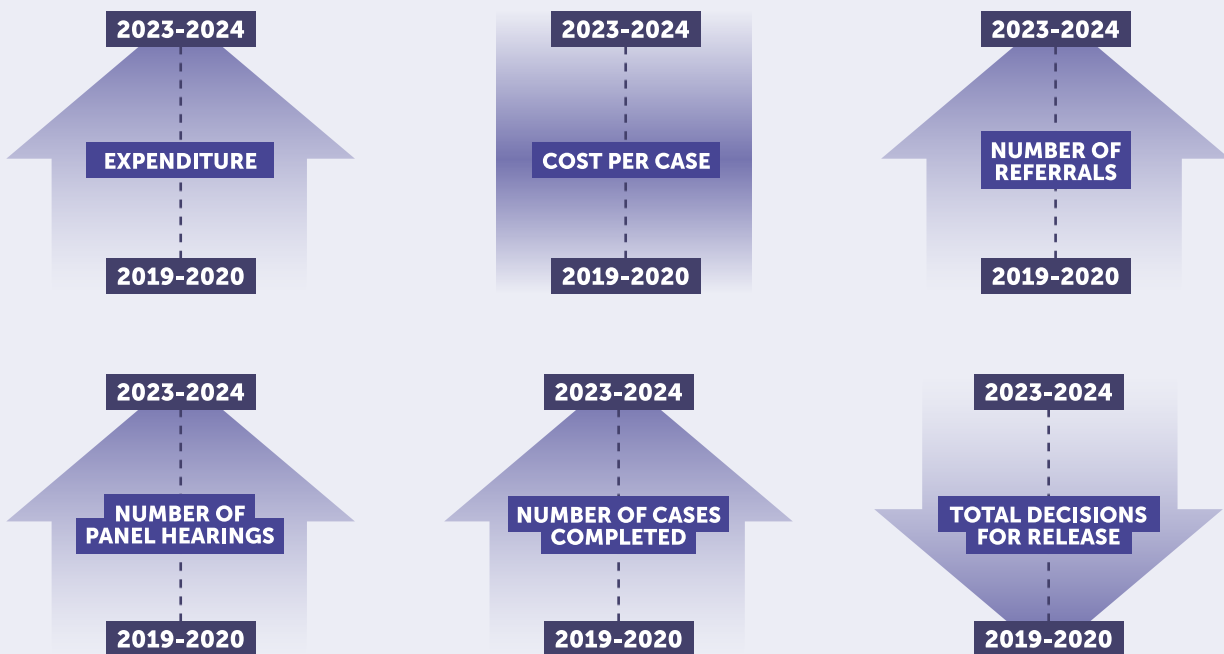 2023-2024
EXPENDITURE
2019-2020
2023-2024
COST PER CASE
2019-2020
2023-2024
NUMBER OF
REFERRALS
2019-2020
2023-2024
NUMBER OF
PANEL HEARINGS
2019-2020
2023-2024
NUMBER OF CASES
COMPLETED
2019-2020
2023-2024
TOTAL DECISIONS
FOR RELEASE
2019-2020